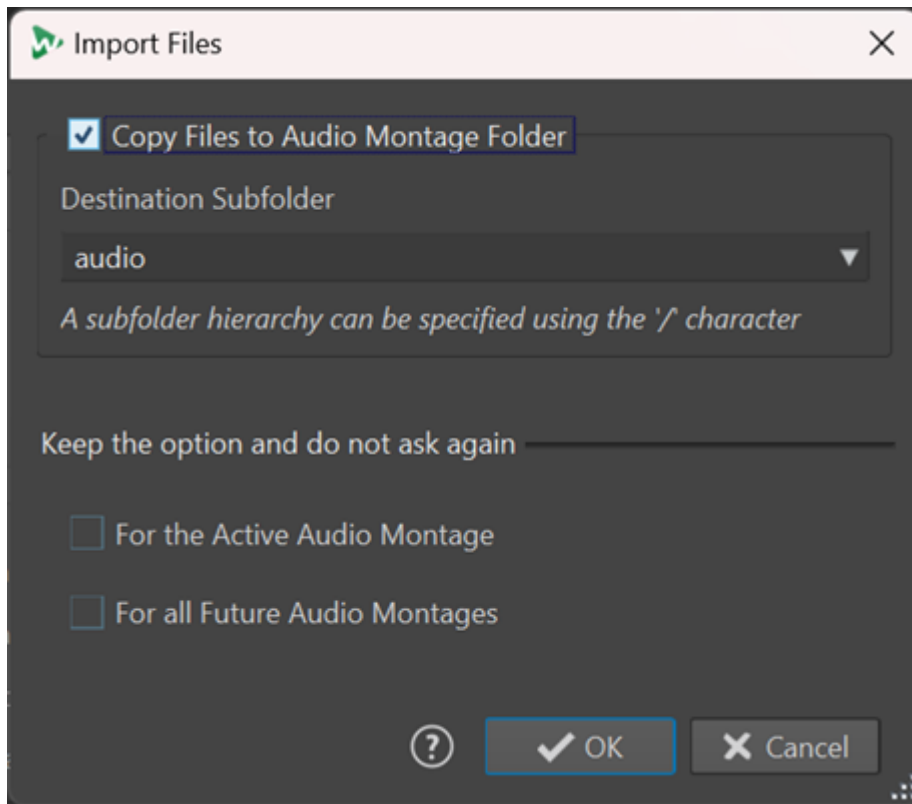 Import Files
Copy Files to Audio Montage Folder
Destination Subfolder
audio
A subfolder hierarchy can be specified using the '/' character
Keep the option and do not ask again
For the Active Audio Montage
For all Future Audio Montages
? OK Cancel